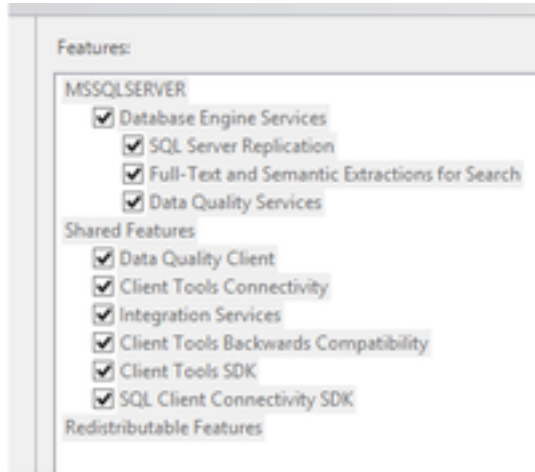 Features:
MSSQLSERVER
Database Engine Services
SQL Server Replication
Full-Text and Semantic Extractions for Search
Data Quality Services
Shared Features
Data Quality Client
Client Tools Connectivity
Integration Services
Client Tools Backwards Compatibility
Client Tools SDK
SQL Client Connectivity SDK
Redistributable Features